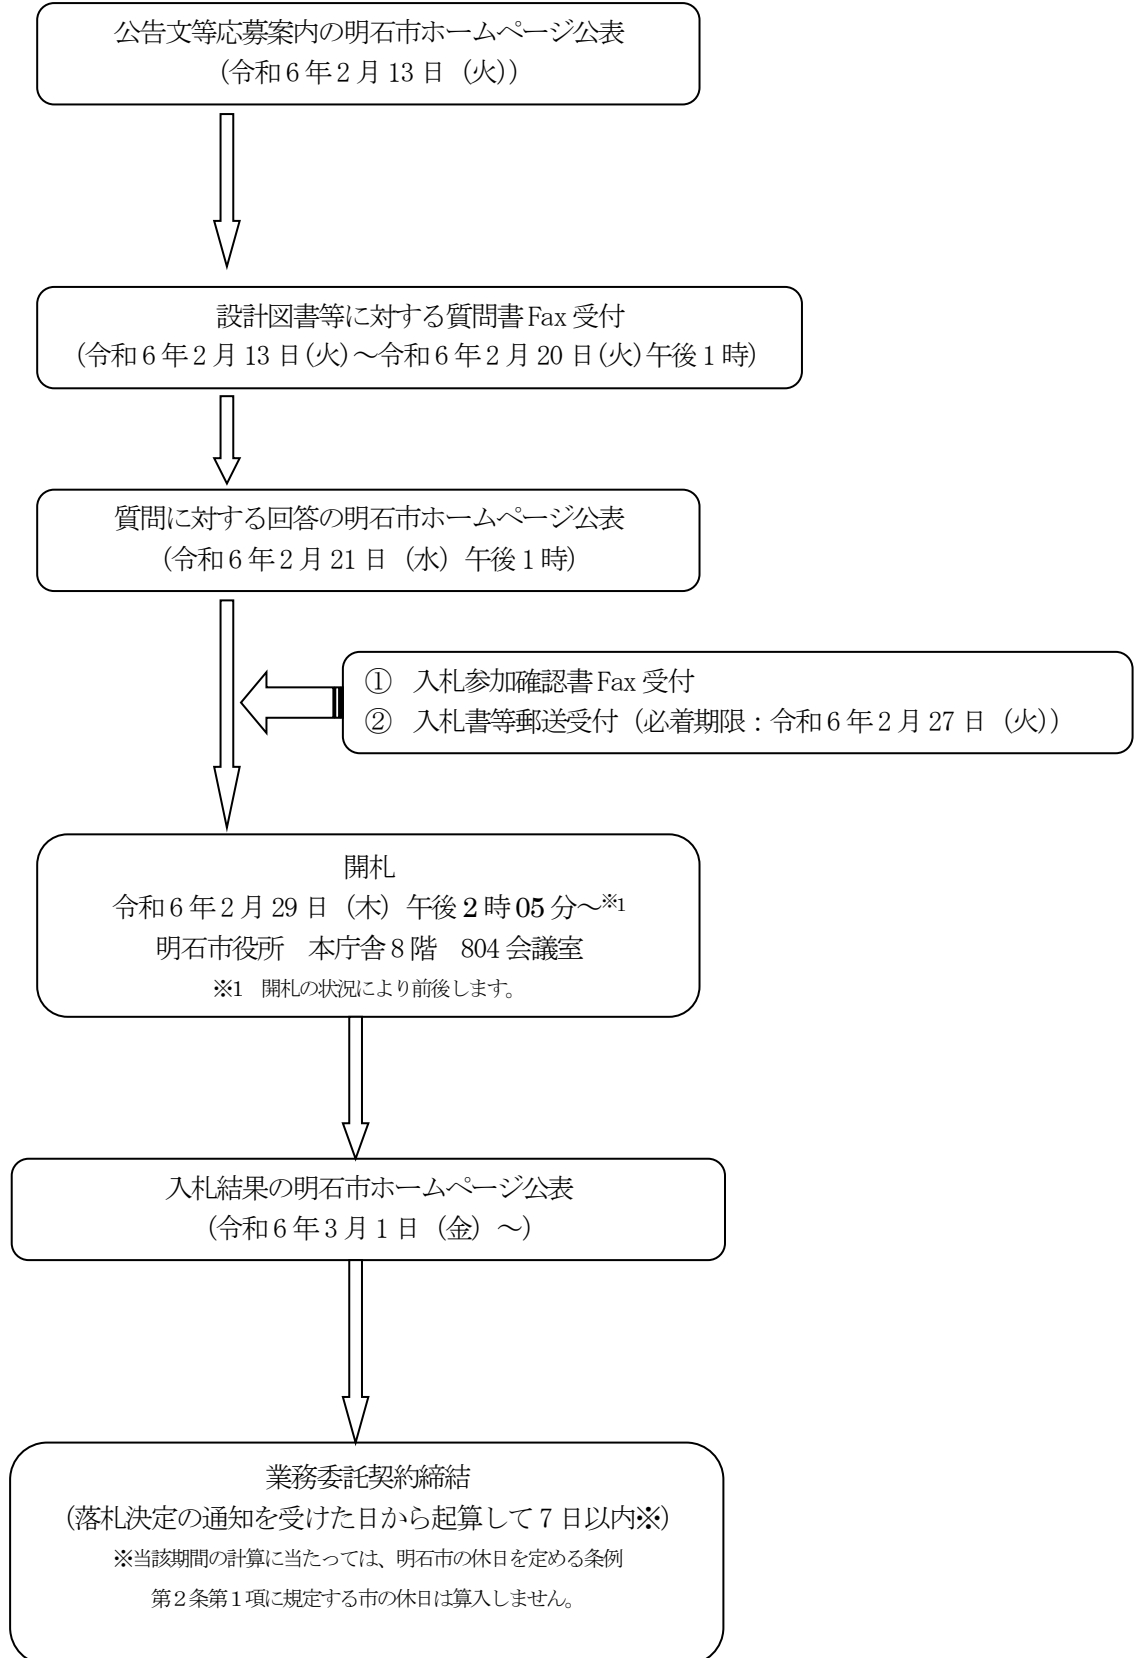 公告文等応募案内の明石市ホームページ公表
(令和6年2月13日（火）)
設計図書等に対する質問書Fax受付
(令和6年2月13日(火)～令和6年2月20日(火)午後1時)
質問に対する回答の明石市ホームページ公表
(令和6年2月21日（水）午後1時)
①　入札参加確認書Fax受付
②　入札書等郵送受付（必着期限：令和6年2月27日（火））
開札
令和6年2月29日（木）午後2時05分～※1
明石市役所　本庁舎8階　804会議室
※1　開札の状況により前後します。
入札結果の明石市ホームページ公表
(令和6年3月1日（金）～)
業務委託契約締結
(落札決定の通知を受けた日から起算して7日以内※)
※当該期間の計算に当たっては、明石市の休日を定める条例
第2条第1項に規定する市の休日は算入しません。